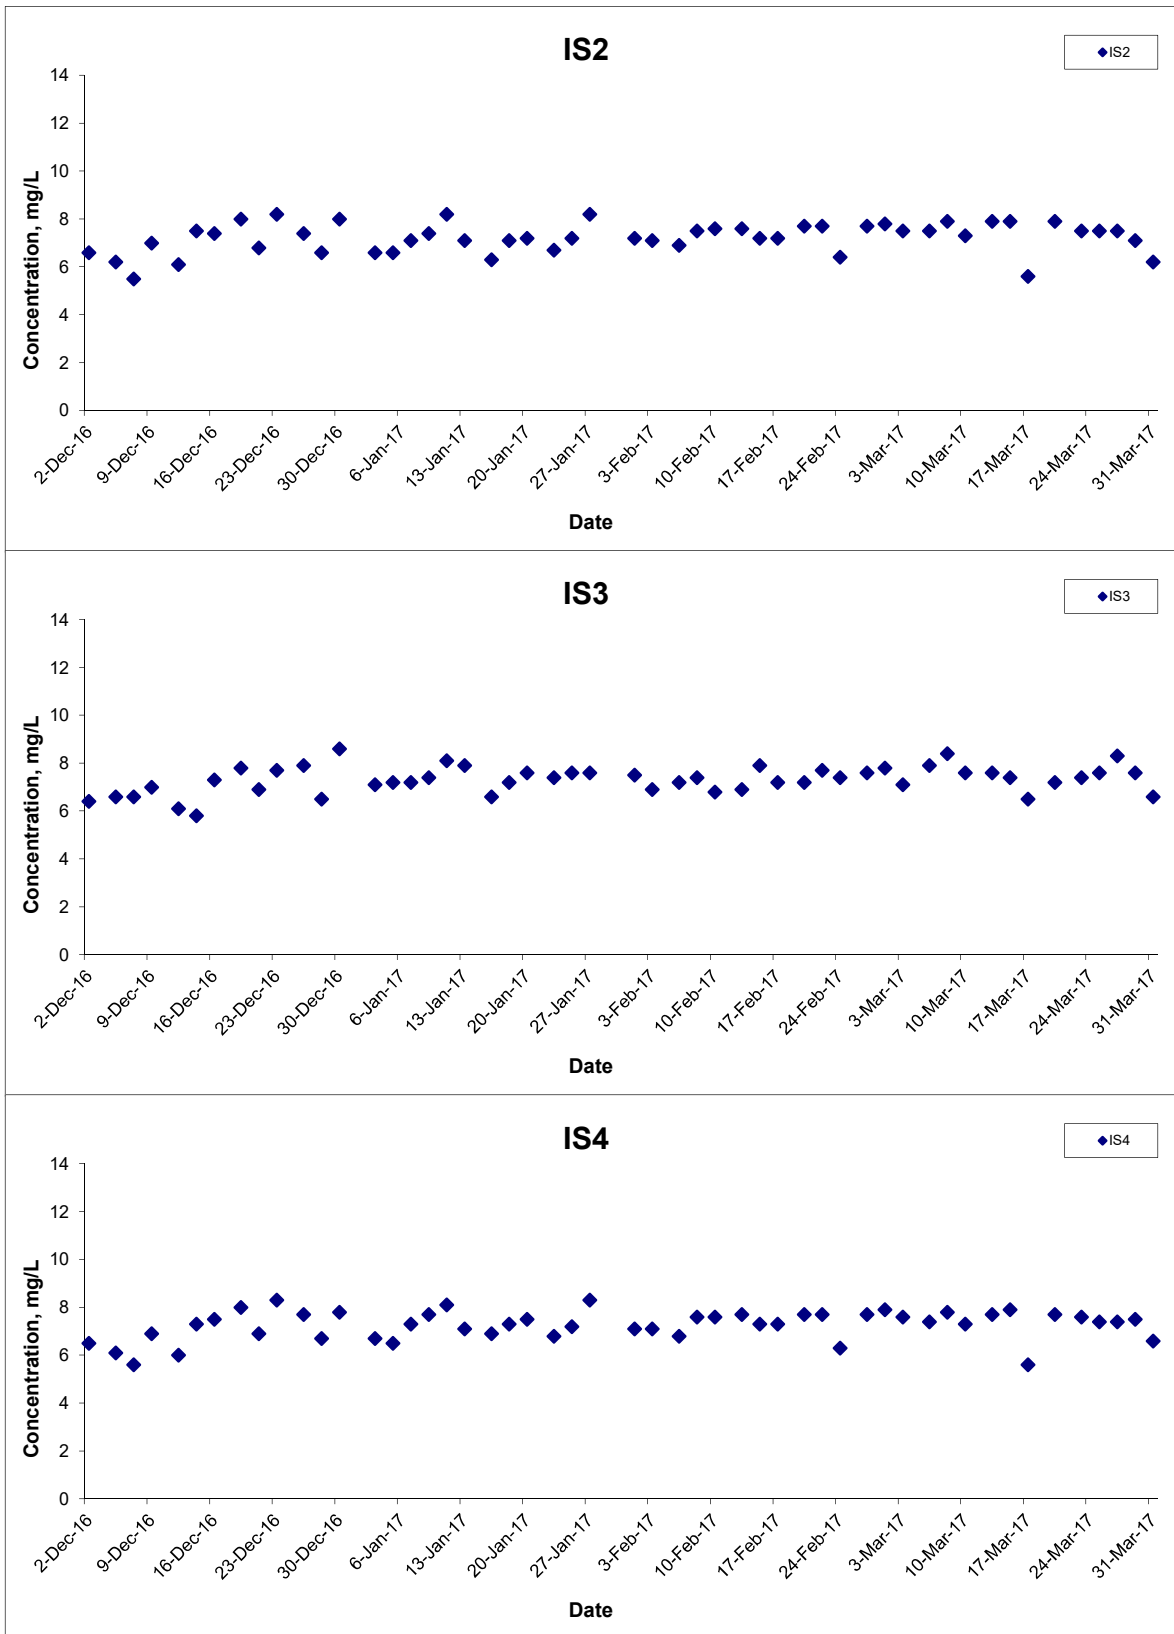 IS2
IS2
Concentration, mg/L
14
12
10
8
6
4
2
0
2-Dec-16
9-Dec-16
16-Dec-16
23-Dec-16
30-Dec-16
6-Jan-17
13-Jan-17
20-Jan-17
27-Jan-17
3-Feb-17
10-Feb-17
17-Feb-17
24-Feb-17
3-Mar-17
10-Mar-17
17-Mar-17
24-Mar-17
31-Mar-17
Date
IS3
IS3
Concentration, mg/L
14
12
10
8
6
4
2
0
2-Dec-16
9-Dec-16
16-Dec-16
23-Dec-16
30-Dec-16
6-Jan-17
13-Jan-17
20-Jan-17
27-Jan-17
3-Feb-17
10-Feb-17
17-Feb-17
24-Feb-17
3-Mar-17
10-Mar-17
17-Mar-17
24-Mar-17
31-Mar-17
Date
IS4
IS4
Concentration, mg/L
14
12
10
8
6
4
2
0
2-Dec-16
9-Dec-16
16-Dec-16
23-Dec-16
30-Dec-16
6-Jan-17
13-Jan-17
20-Jan-17
27-Jan-17
3-Feb-17
10-Feb-17
17-Feb-17
24-Feb-17
3-Mar-17
10-Mar-17
17-Mar-17
24-Mar-17
31-Mar-17
Date